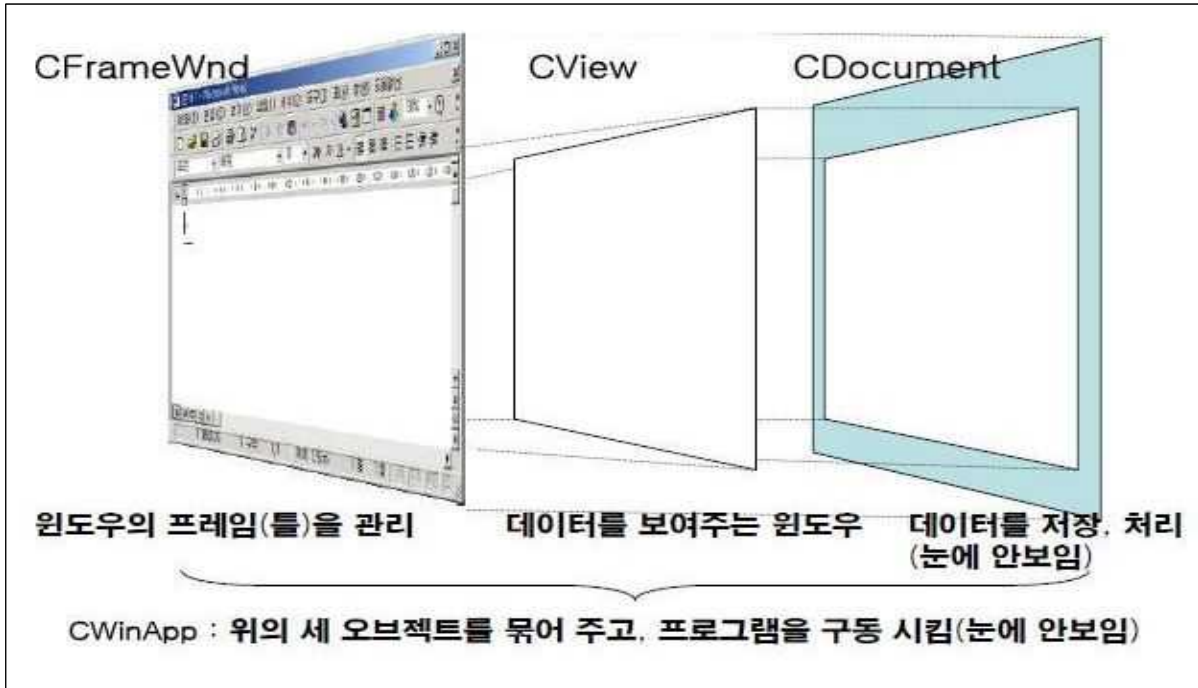 CFrameWnd
CView
CDocument
윈도우의 프레임(틀)을 관리
데이터를 보여주는 윈도우
데이터를 저장, 처리
(눈에 안보임)
CWinApp : 위의 세 오브젝트를 묶어 주고, 프로그램을 구동 시킴(눈에 안보임)